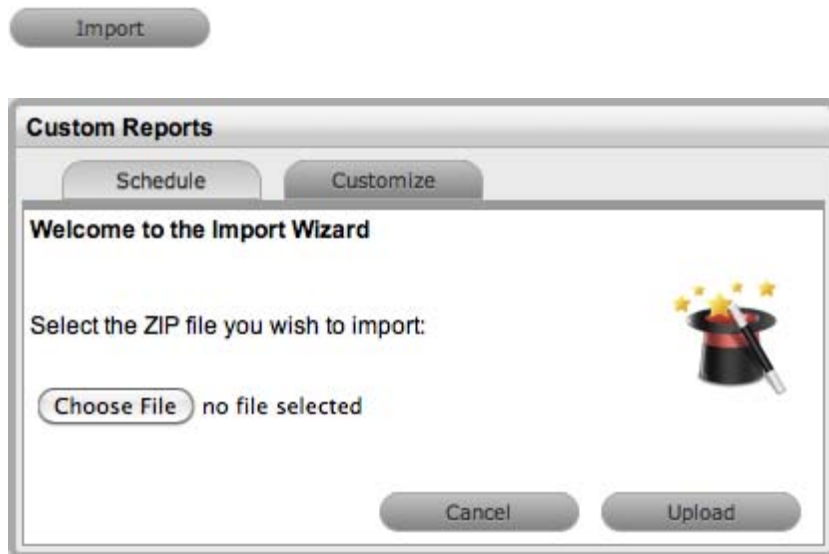 Import
Custom Reports
Schedule Customize
Welcome to the Import Wizard
Select the ZIP file you wish to import:
Choose File no file selected
Cancel Upload